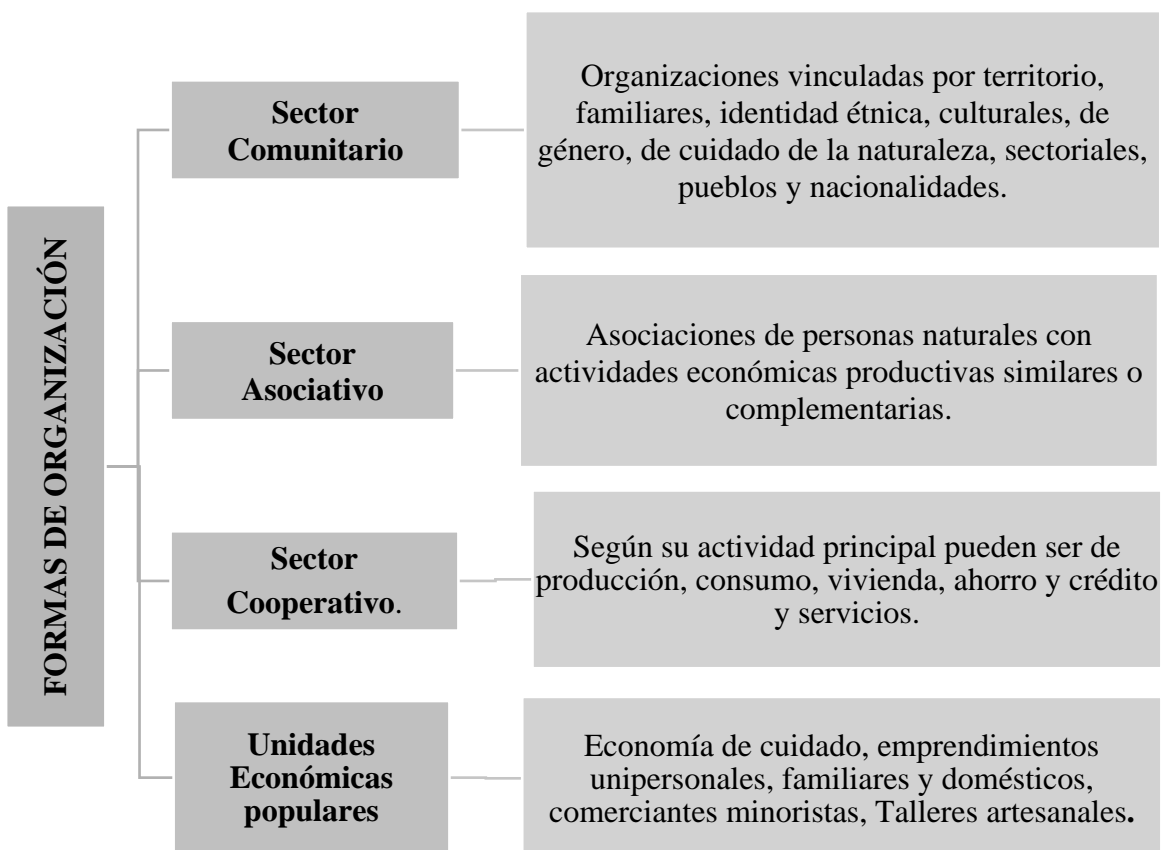 FORMAS DE ORGANIZACIÓN
Sector
Comunitario
Organizaciones vinculadas por territorio,
familiares, identidad étnica, culturales, de
género, de cuidado de la naturaleza, sectoriales,
pueblos y nacionalidades.
Sector
Asociativo
Asociaciones de personas naturales con
actividades económicas productivas similares o
complementarias.
Sector
Cooperativo.
Según su actividad principal pueden ser de
producción, consumo, vivienda, ahorro y crédito
y servicios.
Unidades
Económicas
populares
Economía de cuidado, emprendimientos
unipersonales, familiares y domésticos,
comerciantes minoristas, Talleres artesanales.